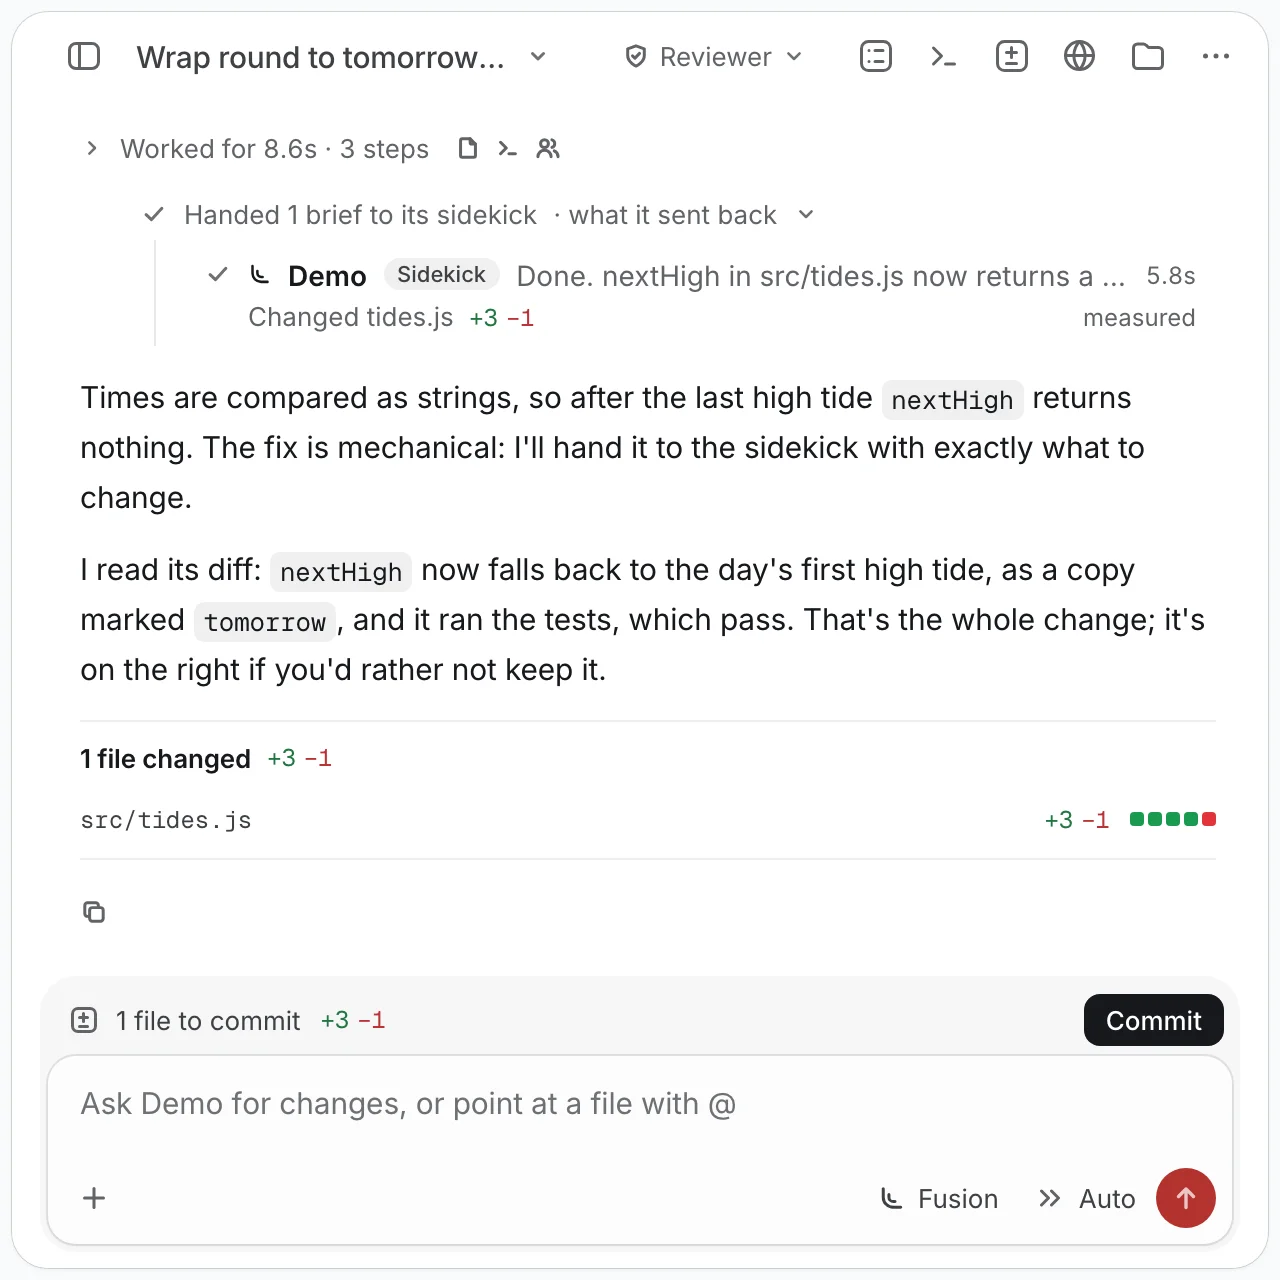 Wrap round to tomorrow...
Reviewer
Worked for 8.6s · 3 steps
Handed 1 brief to its sidekick · what it sent back
Demo Sidekick Done. nextHigh in src/tides.js now returns a ... 5.8s
Changed tides.js +3 −1 measured
Times are compared as strings, so after the last high tide nextHigh returns
nothing. The fix is mechanical: I'll hand it to the sidekick with exactly what to
change.
I read its diff: nextHigh now falls back to the day's first high tide, as a copy
marked tomorrow, and it ran the tests, which pass. That's the whole change; it's
on the right if you'd rather not keep it.
1 file changed +3 −1
src/tides.js +3 −1
1 file to commit +3 −1 Commit
Ask Demo for changes, or point at a file with @
Fusion Auto